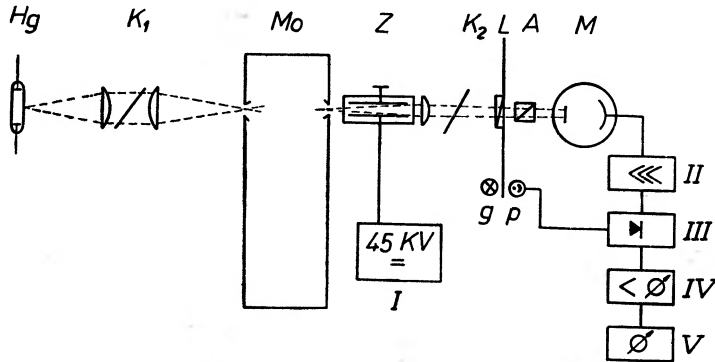 Hg K₁ Mo Z K₂ L A M
II
g p III
45 KV
=
I IV
V